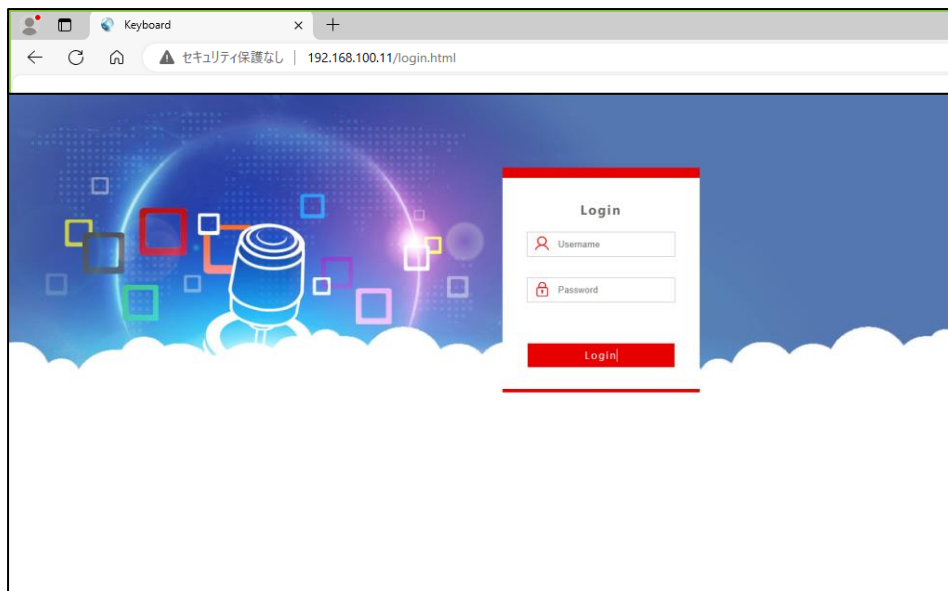 Keyboard
セキュリティ保護なし | 192.168.100.11/login.html
Login
Username
Password
Login